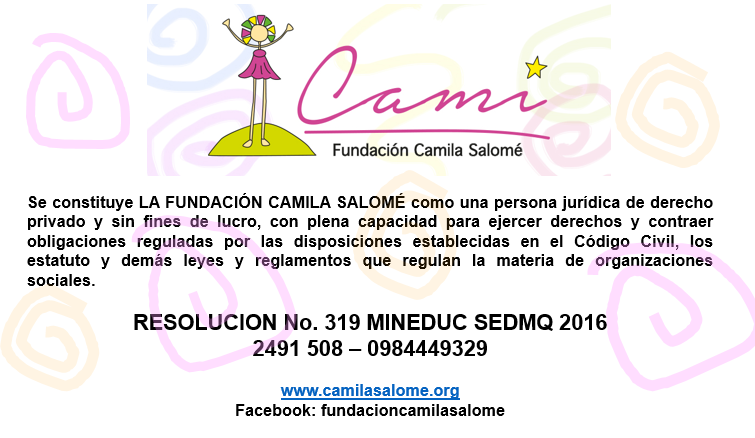 Cami
Fundación Camila Salomé
Se constituye LA FUNDACIÓN CAMILA SALOMÉ como una persona jurídica de derecho
privado y sin fines de lucro, con plena capacidad para ejercer derechos y contraer
obligaciones reguladas por las disposiciones establecidas en el Código Civil, los
estatuto y demás leyes y reglamentos que regulan la materia de organizaciones
sociales.
RESOLUCION No. 319 MINEDUC SEDMQ 2016
2491 508 – 0984449329
www.camilasalome.org
Facebook: fundacioncamilasalome